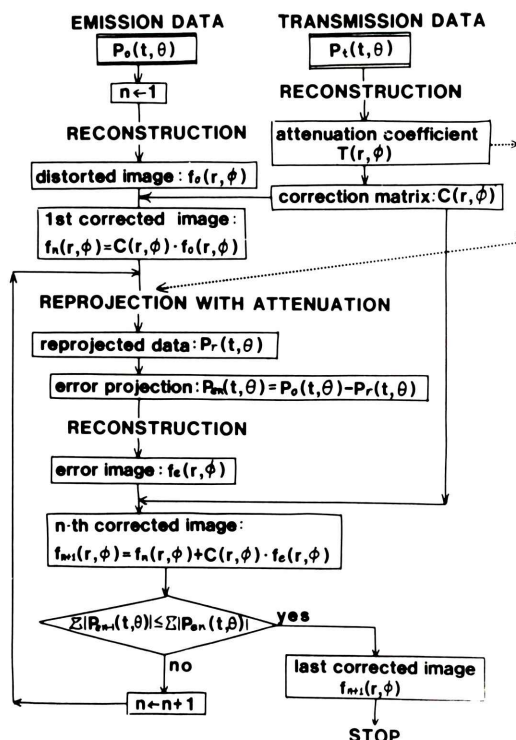 EMISSION DATA
P₀(t,θ)
n←1
RECONSTRUCTION
distorted image: f₀(r,ϕ)
1st corrected image:
fₙ(r,ϕ)=C(r,ϕ)·f₀(r,ϕ)
TRANSMISSION DATA
Pₜ(t,θ)
RECONSTRUCTION
attenuation coefficient
T(r,ϕ)
correction matrix: C(r,ϕ)
REPROJECTION WITH ATTENUATION
reprojected data: Pᵣ(t,θ)
error projection: Pₑₙ(t,θ)=P₀(t,θ)-Pᵣ(t,θ)
RECONSTRUCTION
error image: fₑ(r,ϕ)
n-th corrected image:
fₙ₊₁(r,ϕ)=fₙ(r,ϕ)+C(r,ϕ)·fₑ(r,ϕ)
Σ|Pₑₙ₋₁(t,θ)|≤Σ|Pₑₙ(t,θ)|
yes
no
n←n+1
last corrected image
fₙ₊₁(r,ϕ)
STOP